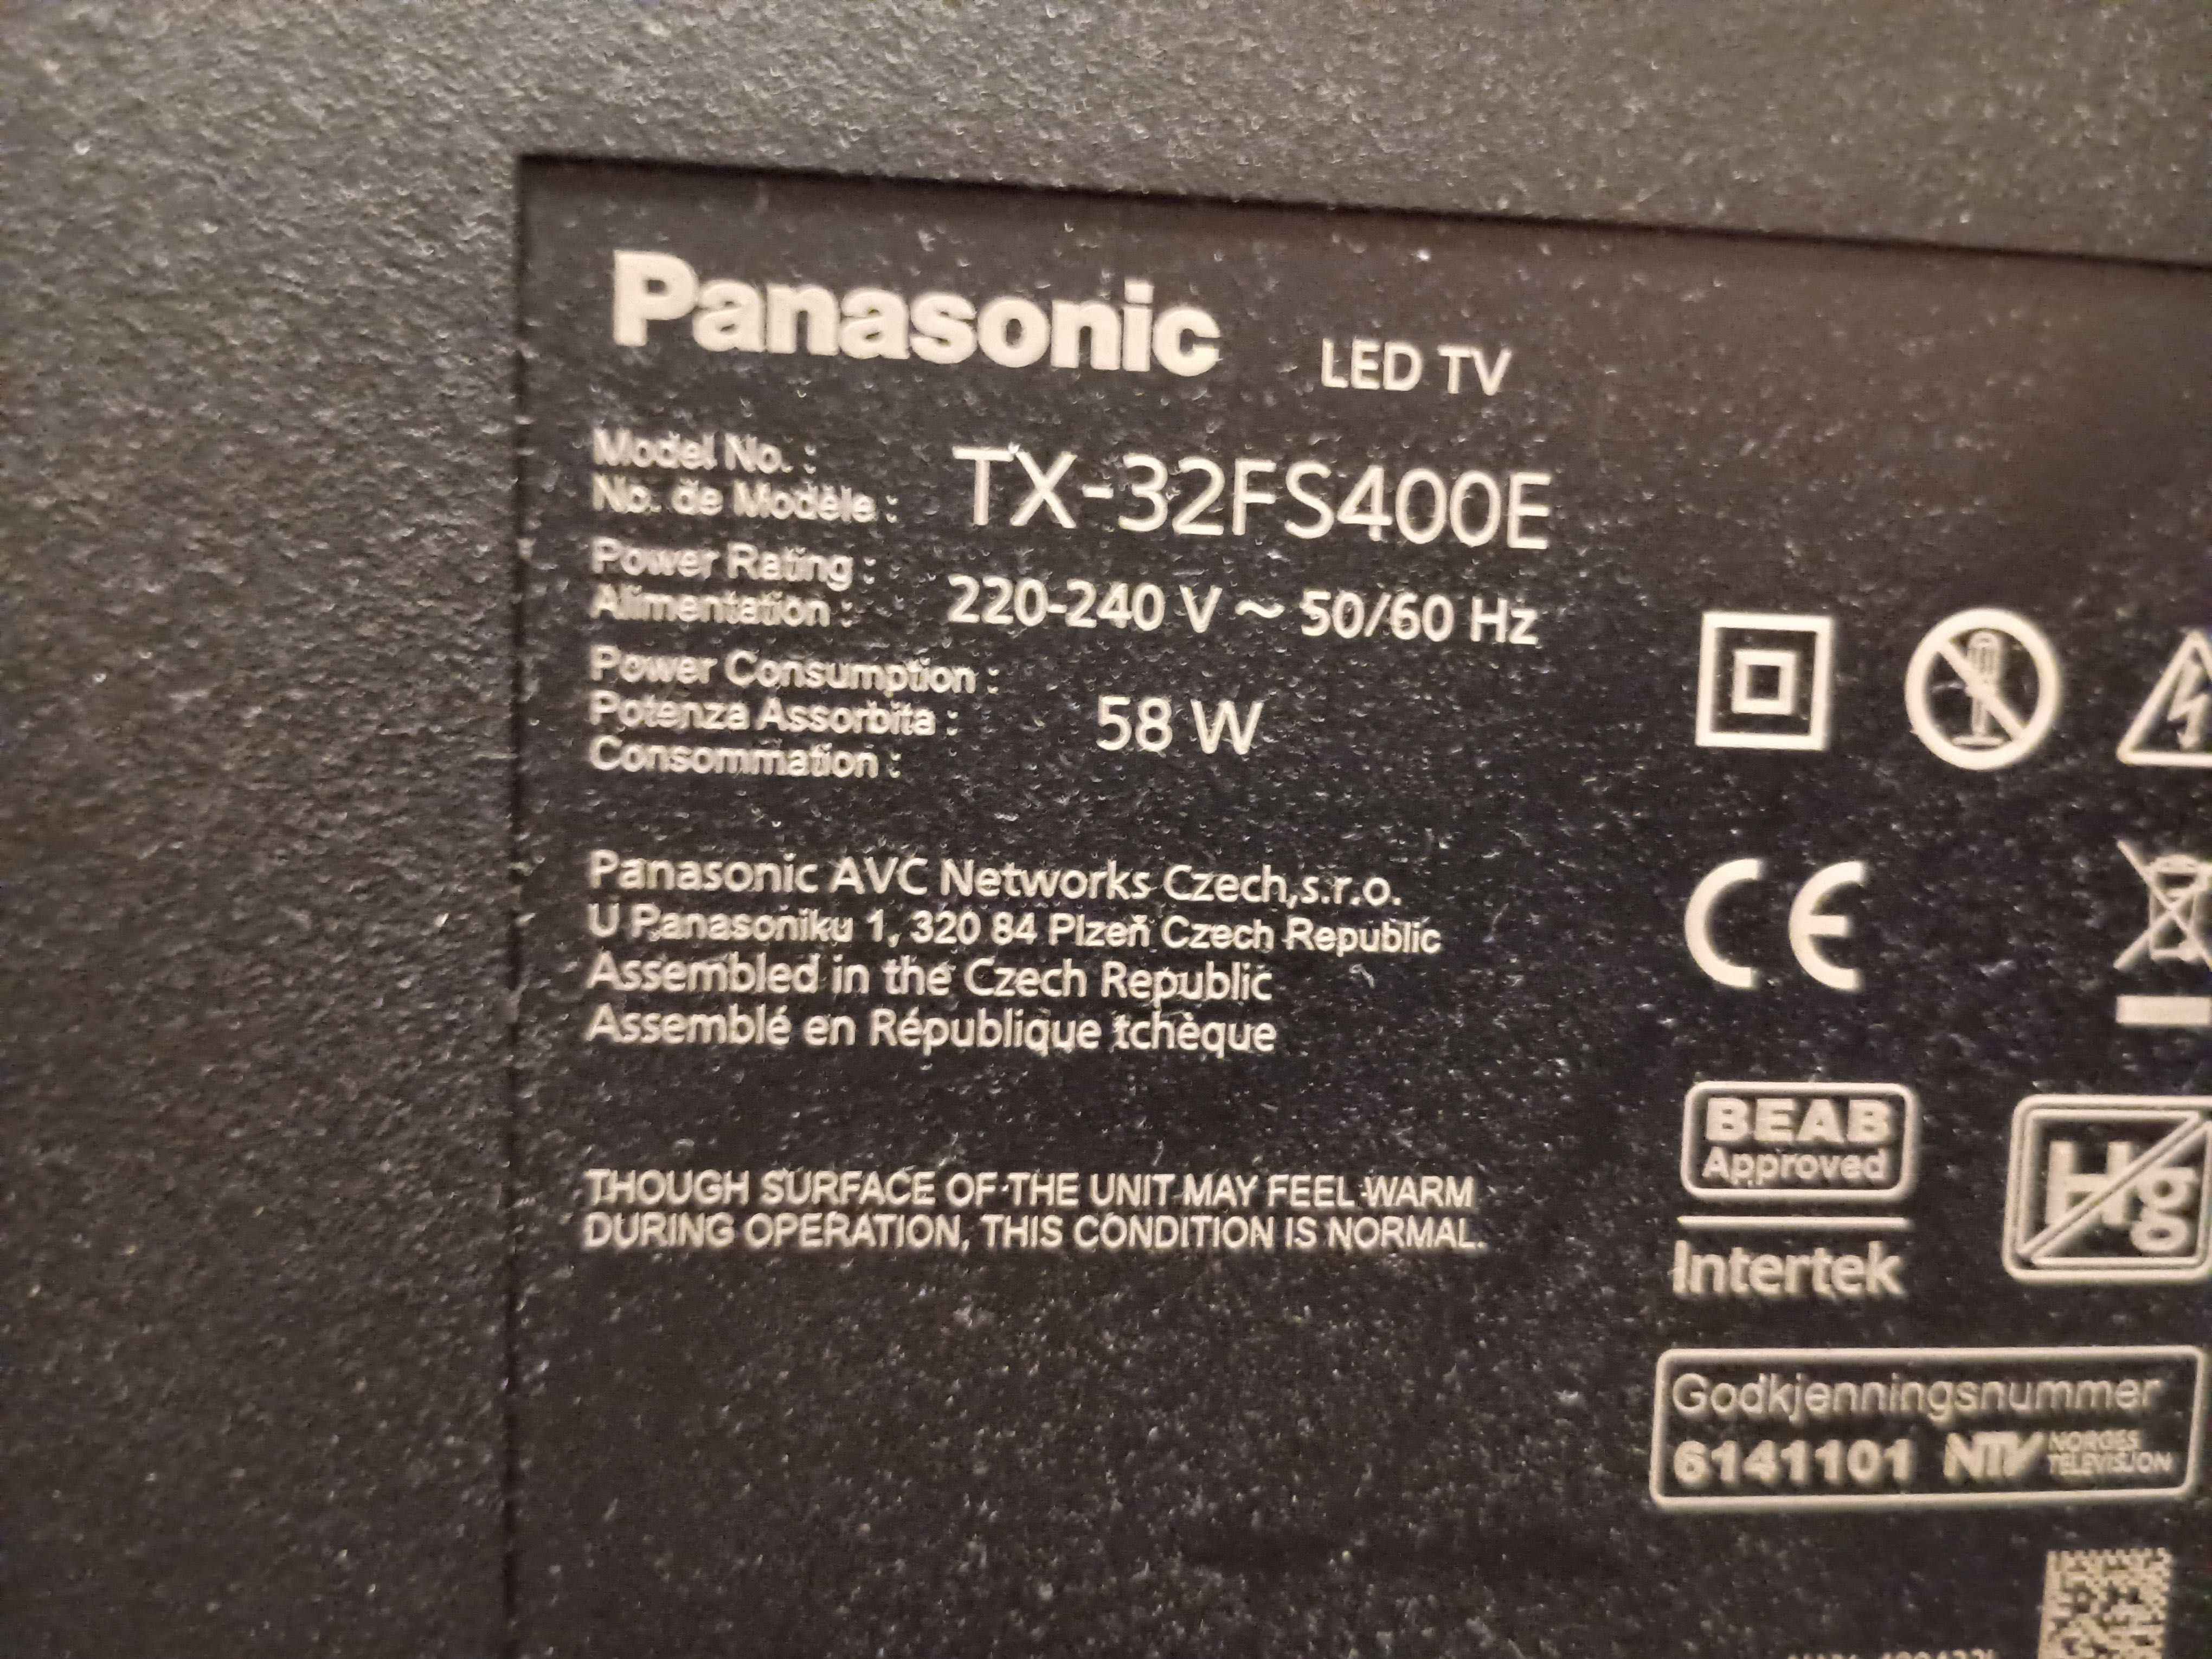 Panasonic LED TV
Model No. :
No. de Modèle : TX-32FS400E
Power Rating :
Alimentation : 220-240 V ~ 50/60 Hz
Power Consumption :
Potenza Assorbita : 58 W
Consommation :
Panasonic AVC Networks Czech,s.r.o.
U Panasoniku 1, 320 84 Plzeň Czech Republic
Assembled in the Czech Republic
Assemblé en République tchèque
THOUGH SURFACE OF THE UNIT MAY FEEL WARM
DURING OPERATION, THIS CONDITION IS NORMAL.
CE
BEAB
Approved
Intertek
Hg
Godkjenningsnummer
6141101 NTV NORGES
TELEVISJON